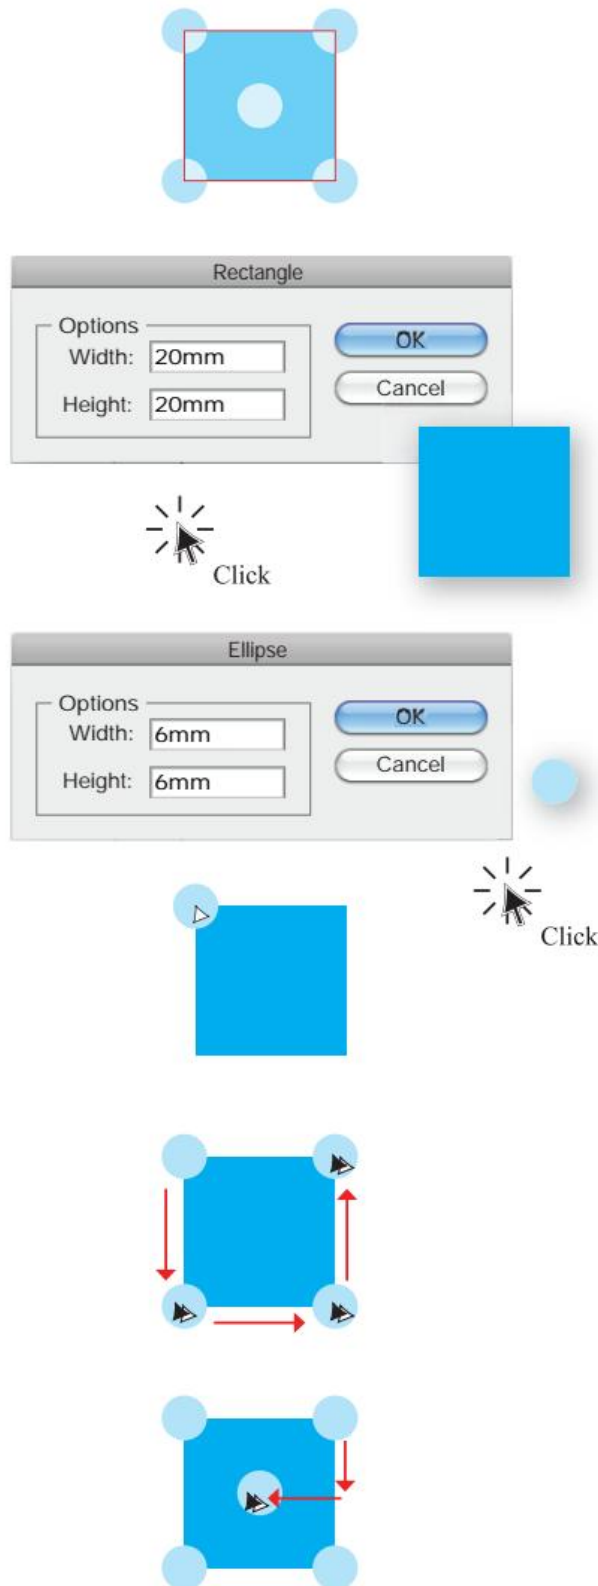 Rectangle
Options
Width: 20mm
Height: 20mm
OK
Cancel
Click
Ellipse
Options
Width: 6mm
Height: 6mm
OK
Cancel
Click